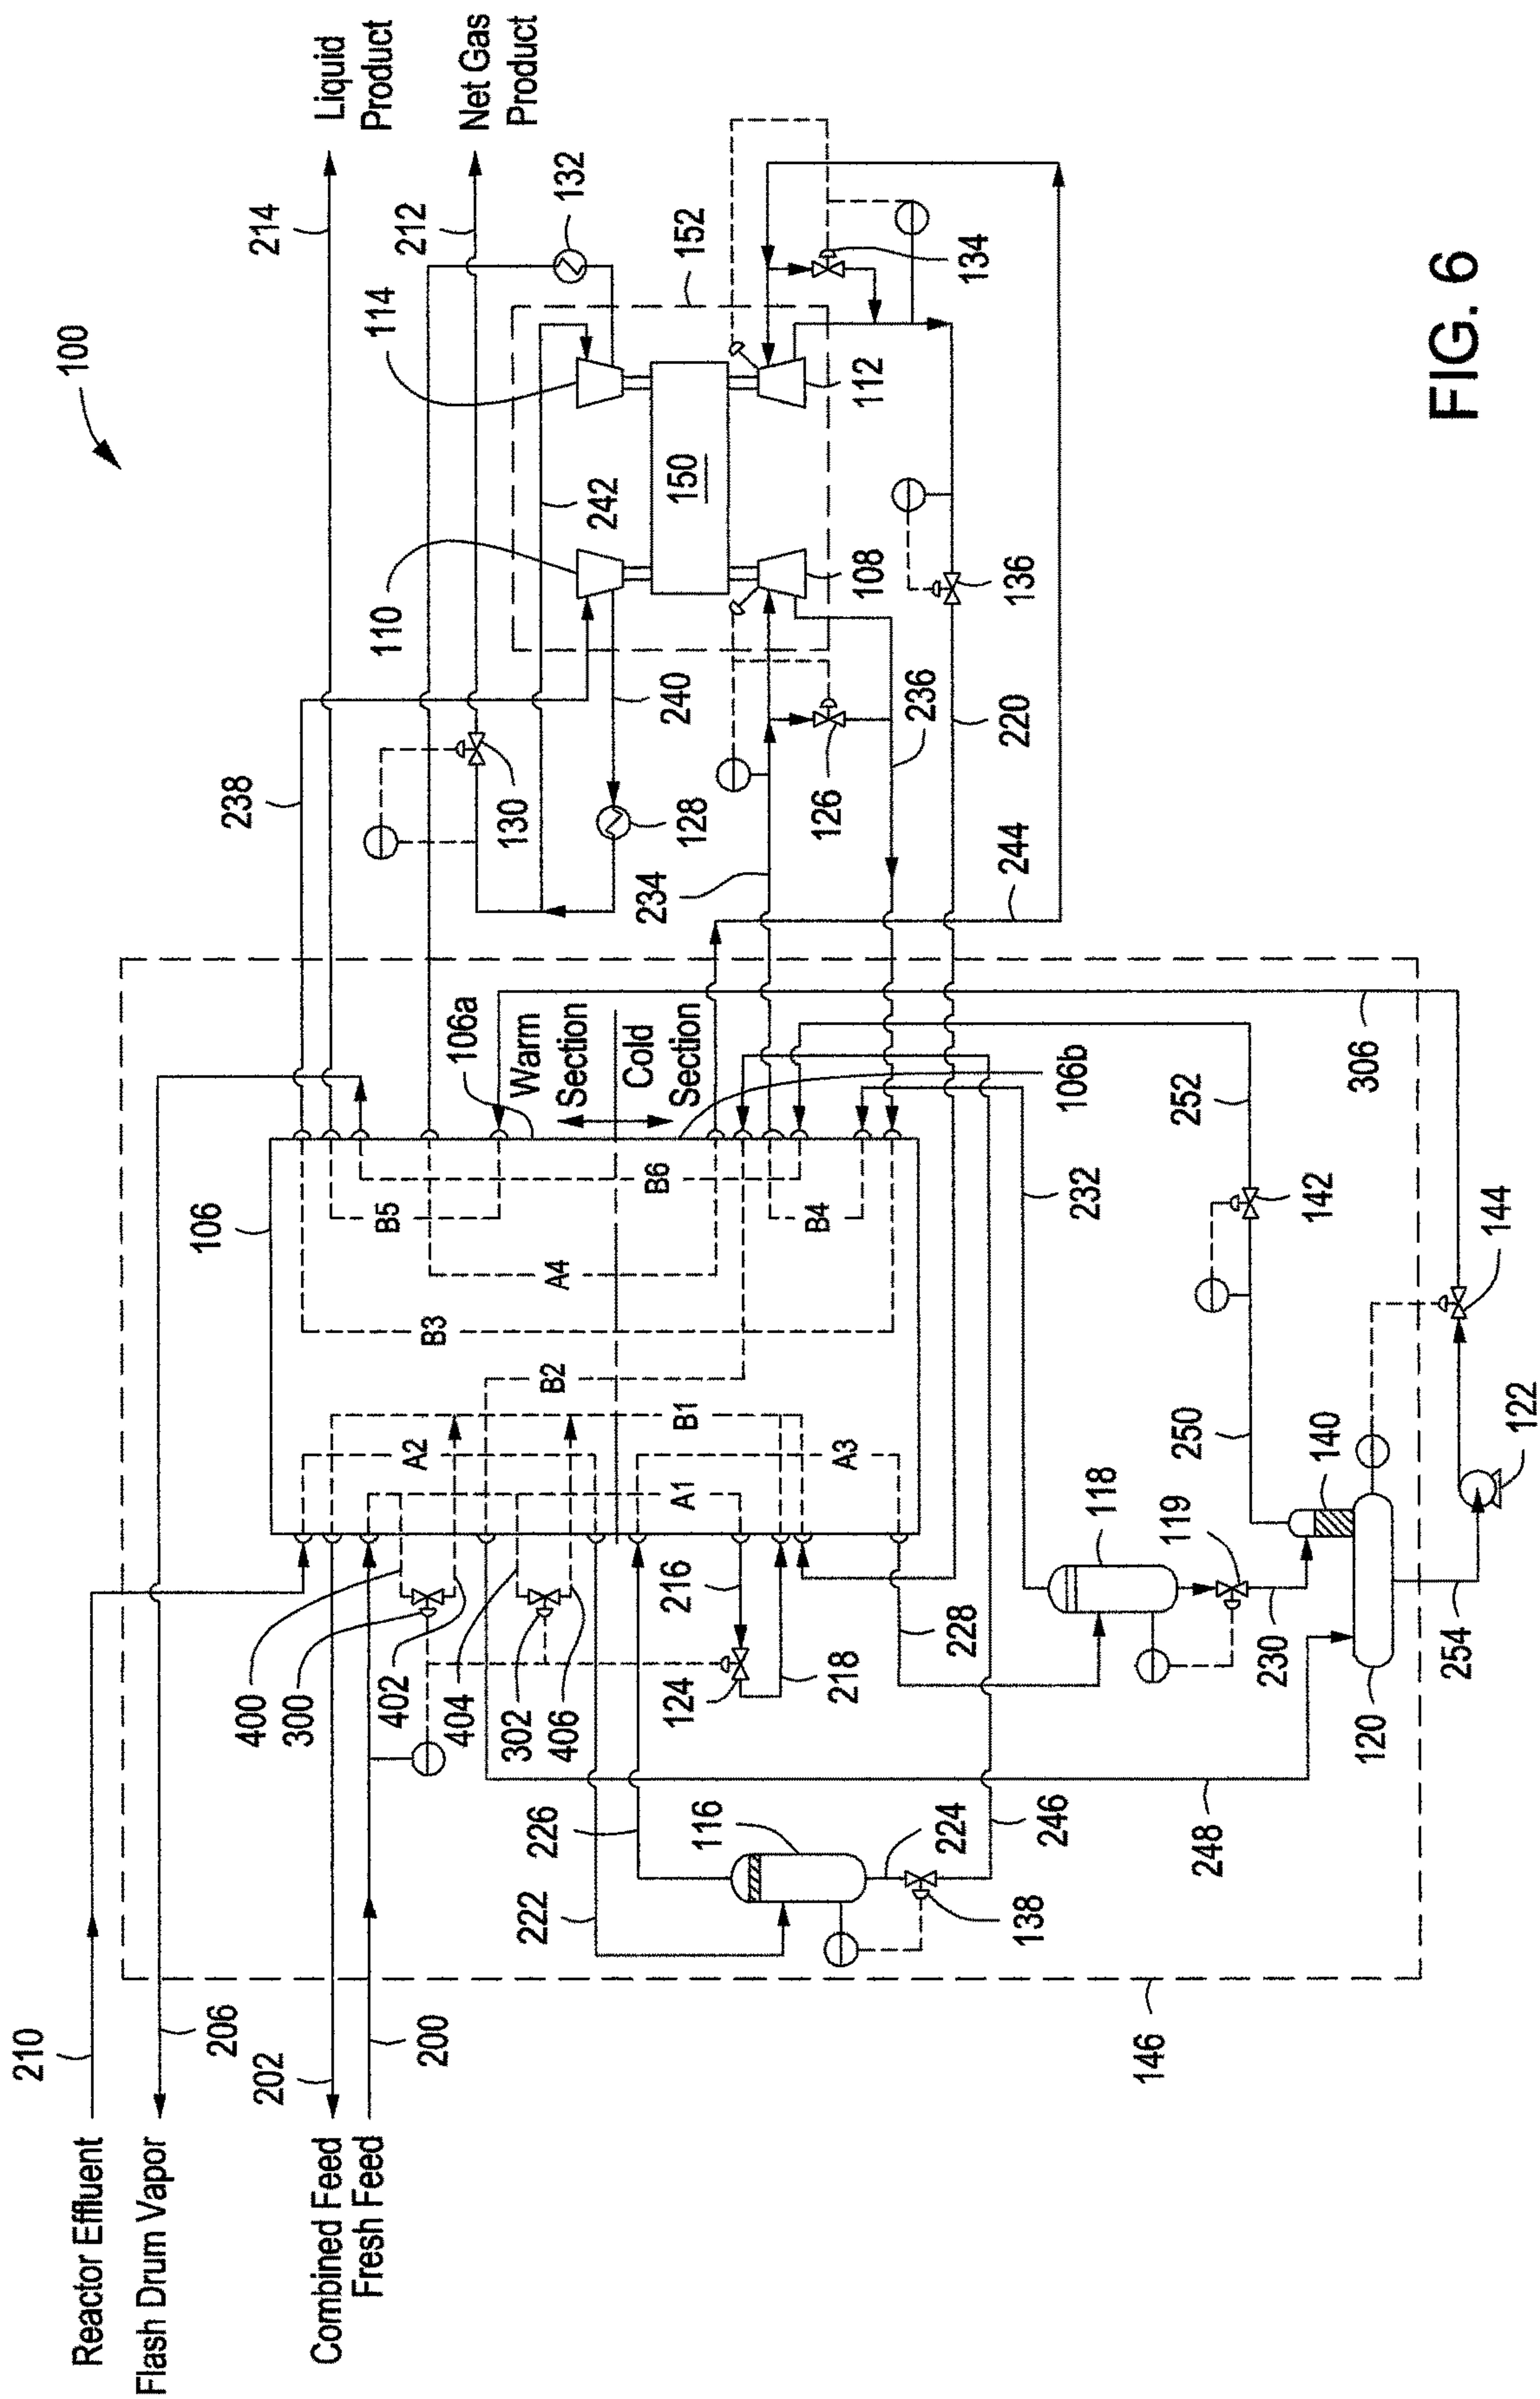 FIG. 6
100
Reactor Effluent
Flash Drum Vapor
Combined Feed
Fresh Feed
210
206
202
200
Liquid
Product
Net Gas
Product
214
212
132
114
152
110
242
150
112
134
108
136
238
130
240
128
234
126
236
220
244
106
106a
Warm
Section
Cold
Section
106b
B5
B6
B4
A4
B3
B2
B1
A2
A1
A3
400
300
402
404
302
406
124
216
218
228
222
226
116
224
138
246
248
118
119
230
232
140
250
252
142
306
144
122
254
120
146